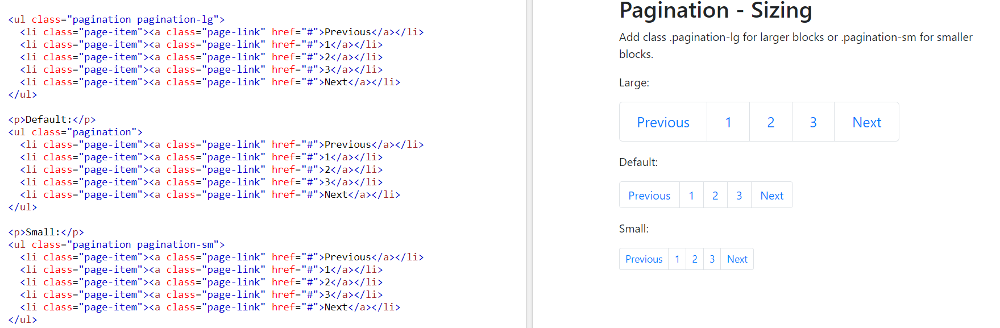 <ul class="pagination pagination-lg">
  <li class="page-item"><a class="page-link" href="#">Previous</a></li>
  <li class="page-item"><a class="page-link" href="#">1</a></li>
  <li class="page-item"><a class="page-link" href="#">2</a></li>
  <li class="page-item"><a class="page-link" href="#">3</a></li>
  <li class="page-item"><a class="page-link" href="#">Next</a></li>
</ul>

<p>Default:</p>
<ul class="pagination">
  <li class="page-item"><a class="page-link" href="#">Previous</a></li>
  <li class="page-item"><a class="page-link" href="#">1</a></li>
  <li class="page-item"><a class="page-link" href="#">2</a></li>
  <li class="page-item"><a class="page-link" href="#">3</a></li>
  <li class="page-item"><a class="page-link" href="#">Next</a></li>
</ul>

<p>Small:</p>
<ul class="pagination pagination-sm">
  <li class="page-item"><a class="page-link" href="#">Previous</a></li>
  <li class="page-item"><a class="page-link" href="#">1</a></li>
  <li class="page-item"><a class="page-link" href="#">2</a></li>
  <li class="page-item"><a class="page-link" href="#">3</a></li>
  <li class="page-item"><a class="page-link" href="#">Next</a></li>
</ul>
Pagination - Sizing
Add class .pagination-lg for larger blocks or .pagination-sm for smaller
blocks.
Large:
Previous 1 2 3 Next
Default:
Previous 1 2 3 Next
Small:
Previous 1 2 3 Next